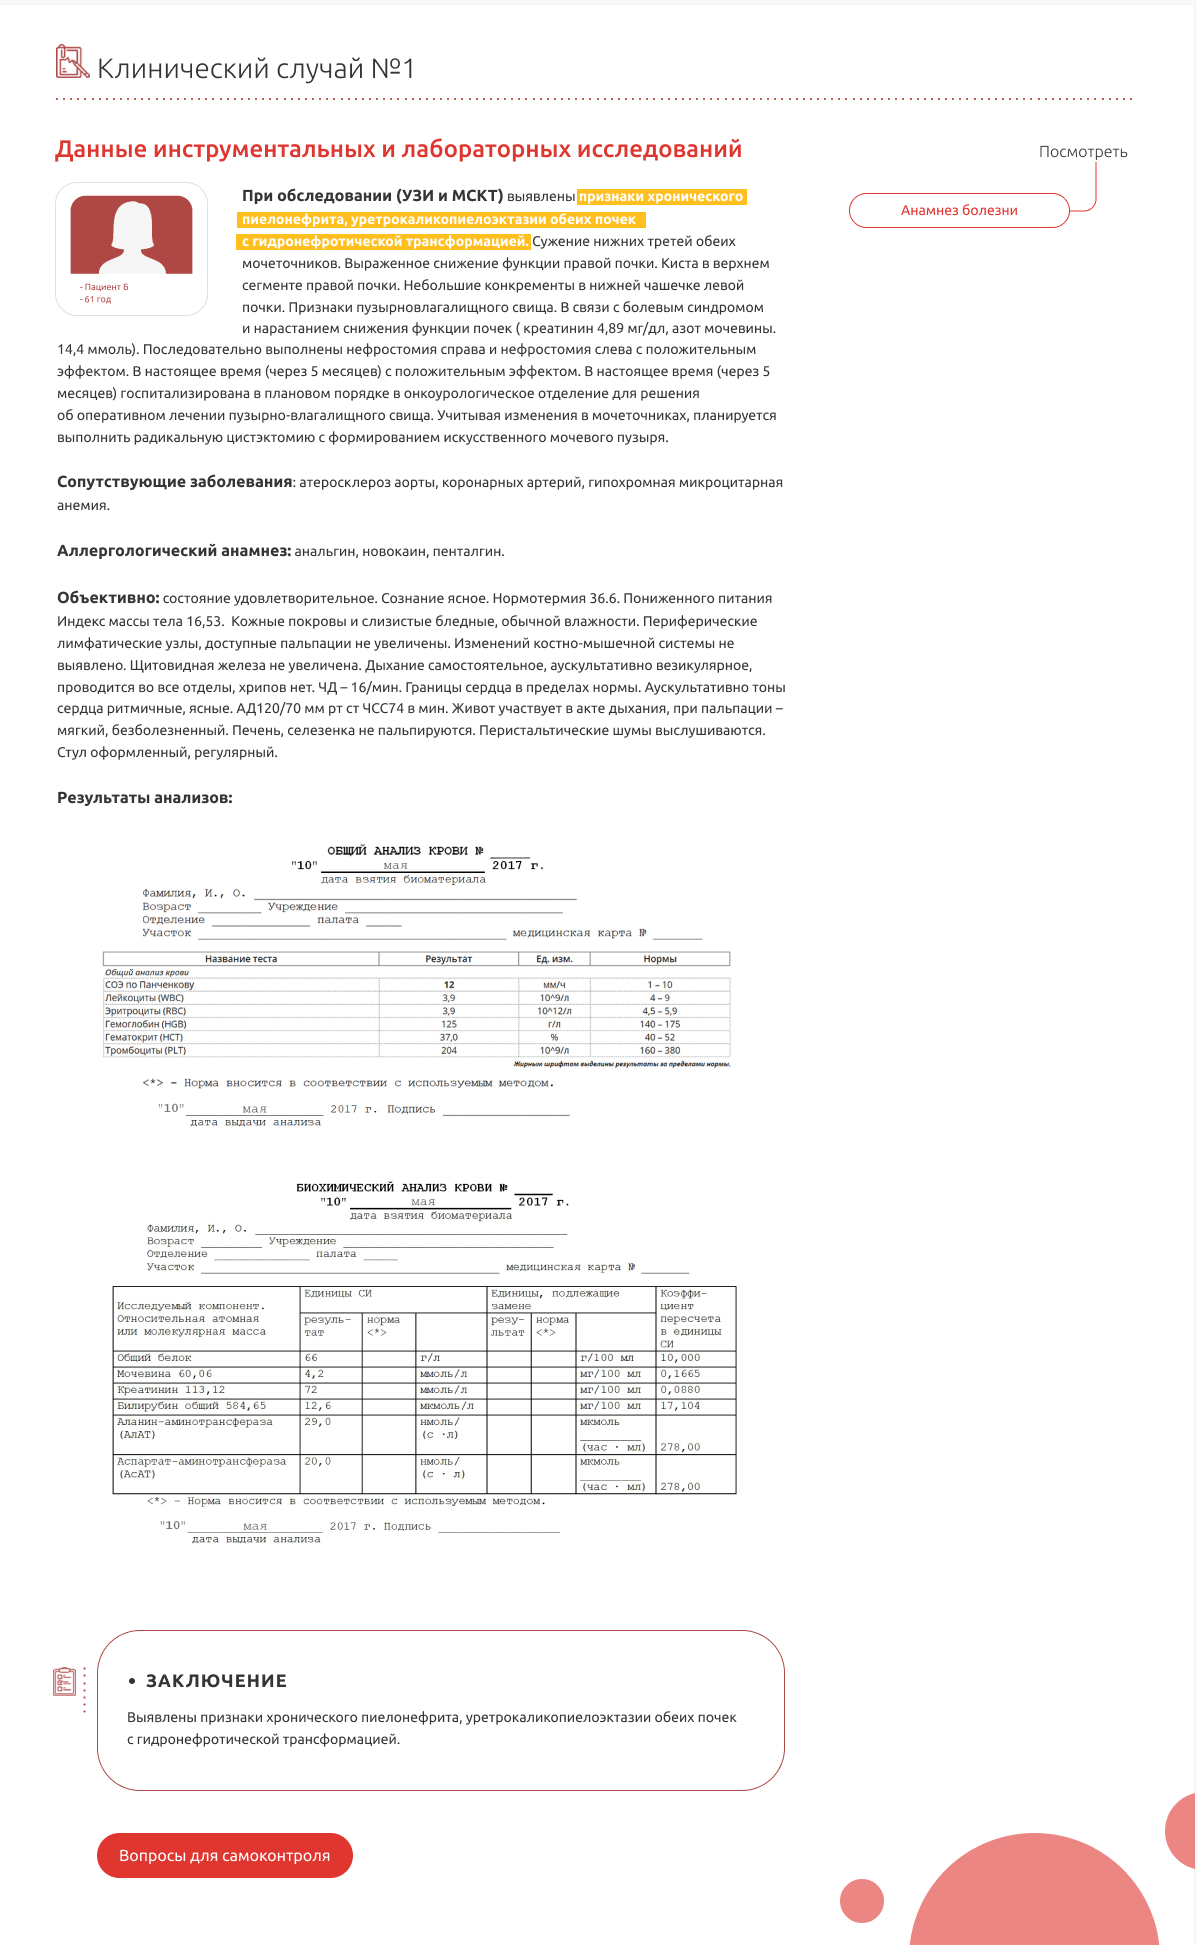 Клинический случай №1
Данные инструментальных и лабораторных исследований
Посмотреть
Анамнез болезни
- Пациент Б
- 61 год
При обследовании (УЗИ и МСКТ) выявлены признаки хронического
пиелонефрита, уретрокаликопиелоэктазии обеих почек
с гидронефротической трансформацией. Сужение нижних третей обеих
мочеточников. Выраженное снижение функции правой почки. Киста в верхнем
сегменте правой почки. Небольшие конкременты в нижней чашечке левой
почки. Признаки пузырновлагалищного свища. В связи с болевым синдромом
и нарастанием снижения функции почек ( креатинин 4,89 мг/дл, азот мочевины.
14,4 ммоль). Последовательно выполнены нефростомия справа и нефростомия слева с положительным
эффектом. В настоящее время (через 5 месяцев) с положительным эффектом. В настоящее время (через 5
месяцев) госпитализирована в плановом порядке в онкоурологическое отделение для решения
об оперативном лечении пузырно-влагалищного свища. Учитывая изменения в мочеточниках, планируется
выполнить радикальную цистэктомию с формированием искусственного мочевого пузыря.
Сопутствующие заболевания: атеросклероз аорты, коронарных артерий, гипохромная микроцитарная
анемия.
Аллергологический анамнез: анальгин, новокаин, пенталгин.
Объективно: состояние удовлетворительное. Сознание ясное. Нормотермия 36.6. Пониженного питания
Индекс массы тела 16,53. Кожные покровы и слизистые бледные, обычной влажности. Периферические
лимфатические узлы, доступные пальпации не увеличены. Изменений костно-мышечной системы не
выявлено. Щитовидная железа не увеличена. Дыхание самостоятельное, аускультативно везикулярное,
проводится во все отделы, хрипов нет. ЧД – 16/мин. Границы сердца в пределах нормы. Аускультативно тоны
сердца ритмичные, ясные. АД120/70 мм рт ст ЧСС74 в мин. Живот участвует в акте дыхания, при пальпации –
мягкий, безболезненный. Печень, селезенка не пальпируются. Перистальтические шумы выслушиваются.
Стул оформленный, регулярный.
Результаты анализов:
ОБЩИЙ АНАЛИЗ КРОВИ № _____
"10" мая 2017 г.
дата взятия биоматериала
Фамилия, И., О. _____
Возраст _____ Учреждение _____
Отделение _____ палата _____
Участок _____ медицинская карта № _____
Название теста Результат Ед. изм. Нормы
Общий анализ крови
СОЭ по Панченкову 12 мм/ч 1 – 10
Лейкоциты (WBC) 3,9 10^9/л 4 – 9
Эритроциты (RBC) 3,9 10^12/л 4,5 – 5,9
Гемоглобин (HGB) 125 г/л 140 – 175
Гематокрит (HCT) 37,0 % 40 – 52
Тромбоциты (PLT) 204 10^9/л 160 – 380
Жирным шрифтом выделины результаты за пределами нормы.
<*> – Норма вносится в соответствии с используемым методом.
"10" мая 2017 г. Подпись _____
дата выдачи анализа
БИОХИМИЧЕСКИЙ АНАЛИЗ КРОВИ № _____
"10" мая 2017 г.
дата взятия биоматериала
Фамилия, И., О. _____
Возраст _____ Учреждение _____
Отделение _____ палата _____
Участок _____ медицинская карта № _____
Исследуемый компонент.
Относительная атомная
или молекулярная масса
Единицы СИ
резуль-
тат
норма
<*>
Единицы, подлежащие
замене
резу-
льтат
норма
<*>
Коэффи-
циент
пересчета
в единицы
СИ
Общий белок 66 г/л г/100 мл 10,000
Мочевина 60,06 4,2 ммоль/л мг/100 мл 0,1665
Креатинин 113,12 72 ммоль/л мг/100 мл 0,0880
Билирубин общий 584,65 12,6 мкмоль/л мг/100 мл 17,104
Аланин-аминотрансфераза 29,0 нмоль/ мкмоль
(АлАТ) (с ·л)
(час · мл) 278,00
Аспартат-аминотрансфераза 20,0 нмоль/ мкмоль
(АсАТ) (с · л)
(час · мл) 278,00
<*> – Норма вносится в соответствии с используемым методом.
"10" мая 2017 г. Подпись _____
дата выдачи анализа
• ЗАКЛЮЧЕНИЕ
Выявлены признаки хронического пиелонефрита, уретрокаликопиелоэктазии обеих почек
с гидронефротической трансформацией.
Вопросы для самоконтроля